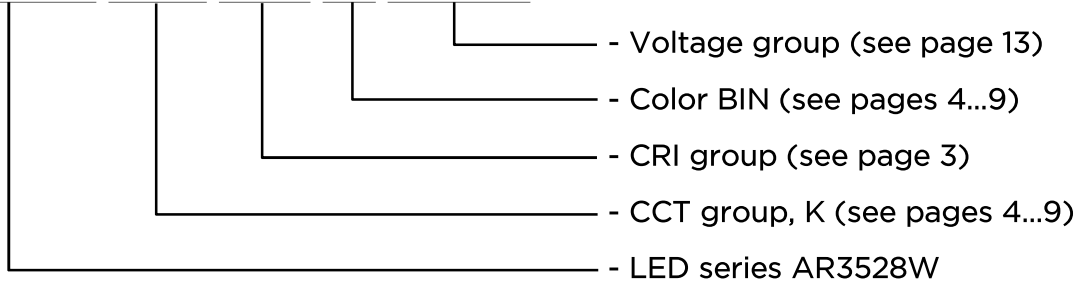 - Voltage group (see page 13)
- Color BIN (see pages 4...9)
- CRI group (see page 3)
- CCT group, K (see pages 4...9)
- LED series AR3528W